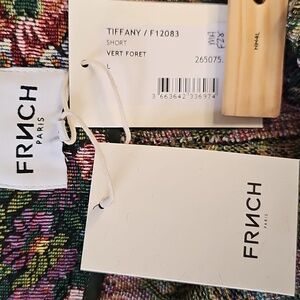 TIFFANY / F12083
SHORT
VERT FORET
L
265075
3 663642 336974
FRNCH
PARIS
FRNCH
PARIS